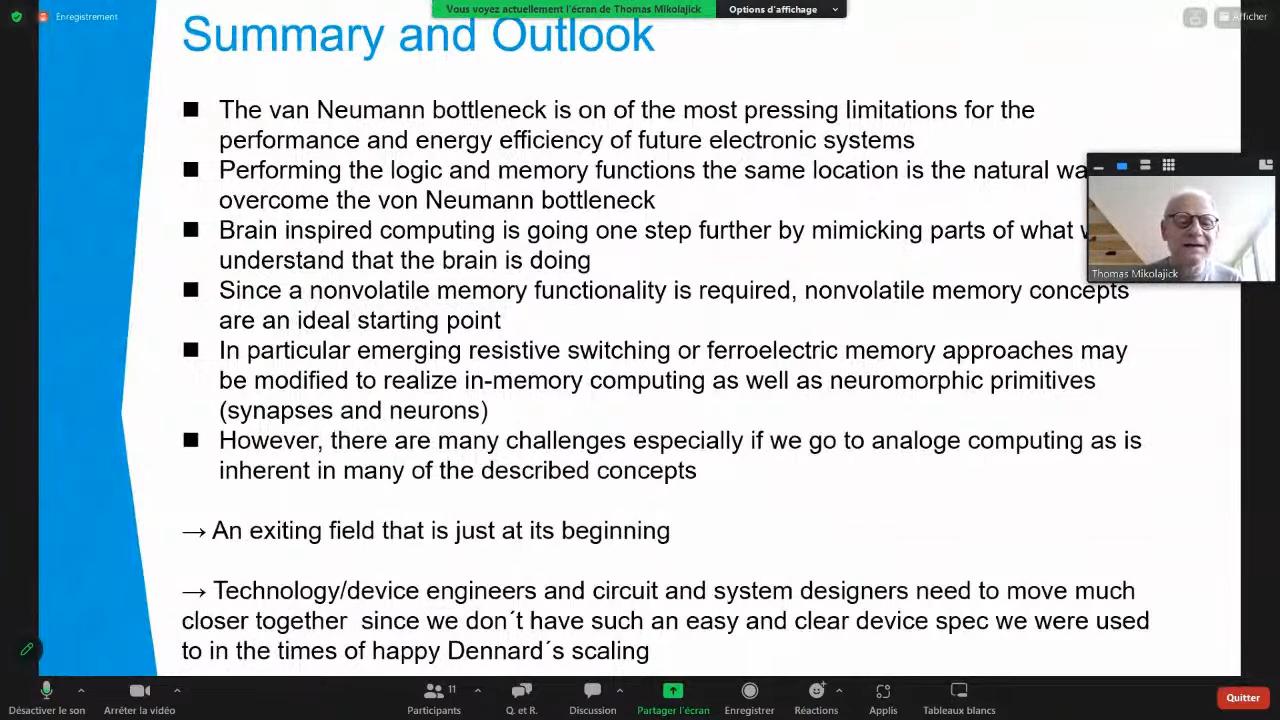 Enregistrement
Vous voyez actuellement l'écran de Thomas Mikolajick
Options d'affichage
Afficher
Summary and Outlook
The van Neumann bottleneck is on of the most pressing limitations for the
performance and energy efficiency of future electronic systems
Performing the logic and memory functions the same location is the natural
overcome the von Neumann bottleneck
Brain inspired computing is going one step further by mimicking parts of what
understand that the brain is doing
Since a nonvolatile memory functionality is required, nonvolatile memory concepts
are an ideal starting point
In particular emerging resistive switching or ferroelectric memory approaches may
be modified to realize in-memory computing as well as neuromorphic primitives
(synapses and neurons)
However, there are many challenges especially if we go to analoge computing as is
inherent in many of the described concepts
→ An exiting field that is just at its beginning
→ Technology/device engineers and circuit and system designers need to move much
closer together since we don´t have such an easy and clear device spec we were used
to in the times of happy Dennard´s scaling
Thomas Mikolajick
Désactiver le son
Arrêter la vidéo
11
Participants
Q. et R.
Discussion
Partager l'écran
Enregistrer
Réactions
Applis
Tableaux blancs
Quitter